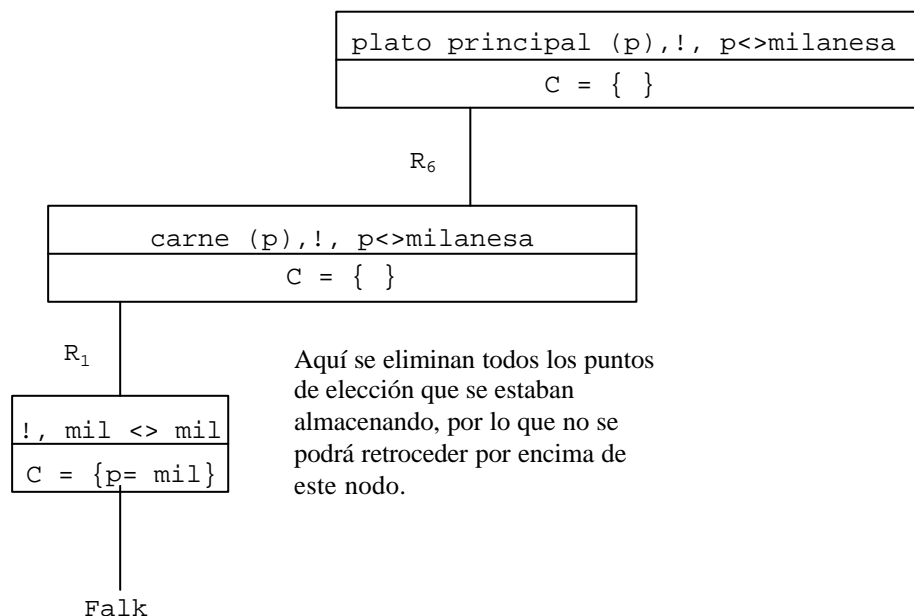 plato principal (p),!, p<>milanesa
C = { }
R₆
carne (p),!, p<>milanesa
C = { }
R₁
Aquí se eliminan todos los puntos
de elección que se estaban
almacenando, por lo que no se
podrá retroceder por encima de
este nodo.
!, mil <> mil
C = {p= mil}
Falk